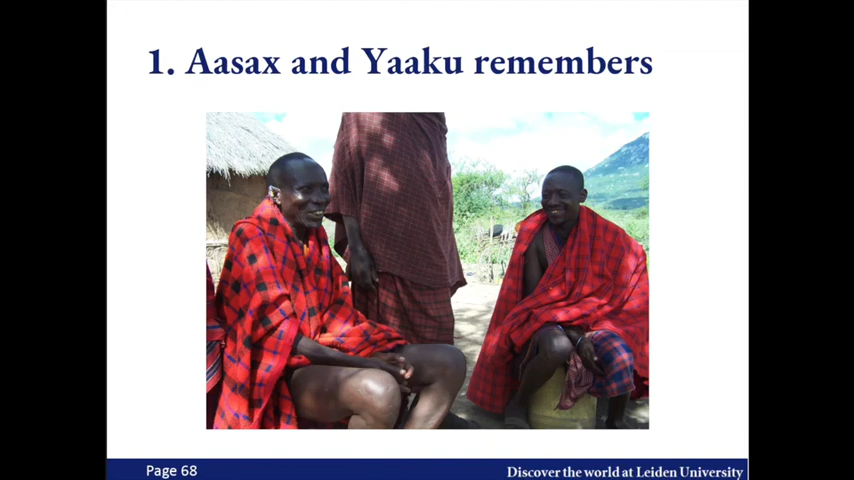 1. Aasax and Yaaku remembers
Page 68
Discover the world at Leiden University